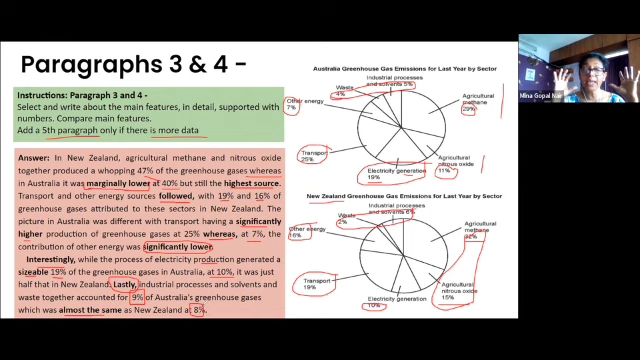 Paragraphs 3 & 4 -
Instructions: Paragraph 3 and 4 -
Select and write about the main features, in detail, supported with
numbers. Compare main features.
Add a 5th paragraph only if there is more data
Answer: In New Zealand, agricultural methane and nitrous oxide
together produced a whopping 47% of the greenhouse gases whereas
in Australia it was marginally lower at 40% but still the highest source.
Transport and other energy sources followed, with 19% and 16% of
greenhouse gases attributed to these sectors in New Zealand. The
picture in Australia was different with transport having a significantly
higher production of greenhouse gases at 25% whereas, at 7%, the
contribution of other energy was significantly lower.
Interestingly, while the process of electricity production generated a
sizeable 19% of the greenhouse gases in Australia, at 10%, it was just
half that in New Zealand. Lastly, industrial processes and solvents and
waste together accounted for 9% of Australia's greenhouse gases
which was almost the same as New Zealand at 8%.
Australia Greenhouse Gas Emissions for Last Year by Sector
Industrial processes
and solvents 5%
Waste
4%
Other energy
7%
Agricultural
methane
29%
Transport
25%
Electricity generation
19%
Agricultural
nitrous oxide
11%
New Zealand Greenhouse Gas Emissions for Last Year by Sector
Industrial processes
and solvents 6%
Waste
2%
Other energy
16%
Agricultural
methane
32%
Transport
19%
Electricity generation
10%
Agricultural
nitrous oxide
15%
Mina Gopal Nair